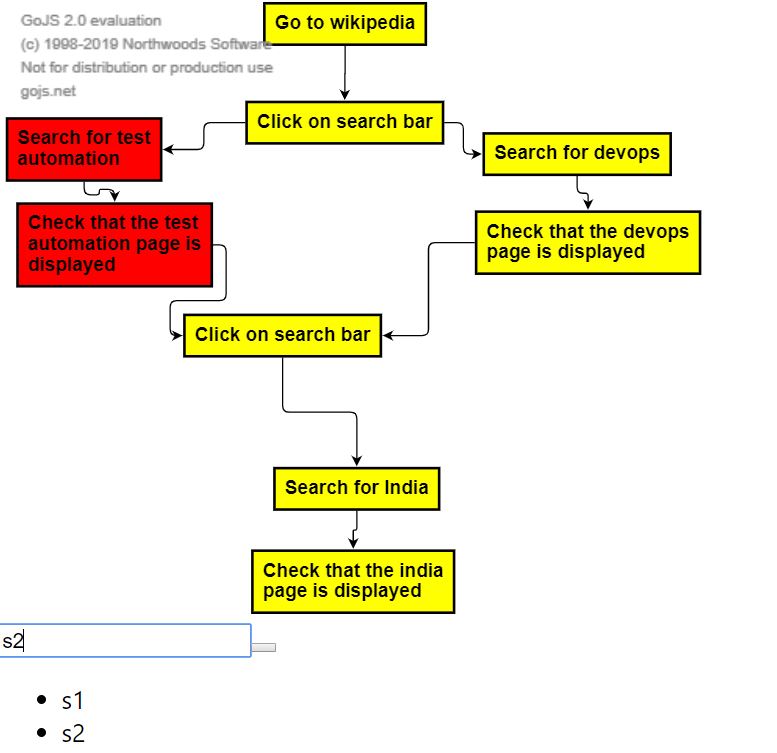 GoJS 2.0 evaluation
(c) 1998-2019 Northwoods Software
Not for distribution or production use
gojs.net
Go to wikipedia
Click on search bar
Search for test
automation
Search for devops
Check that the test
automation page is
displayed
Check that the devops
page is displayed
Click on search bar
Search for India
Check that the india
page is displayed
s2
s1
s2